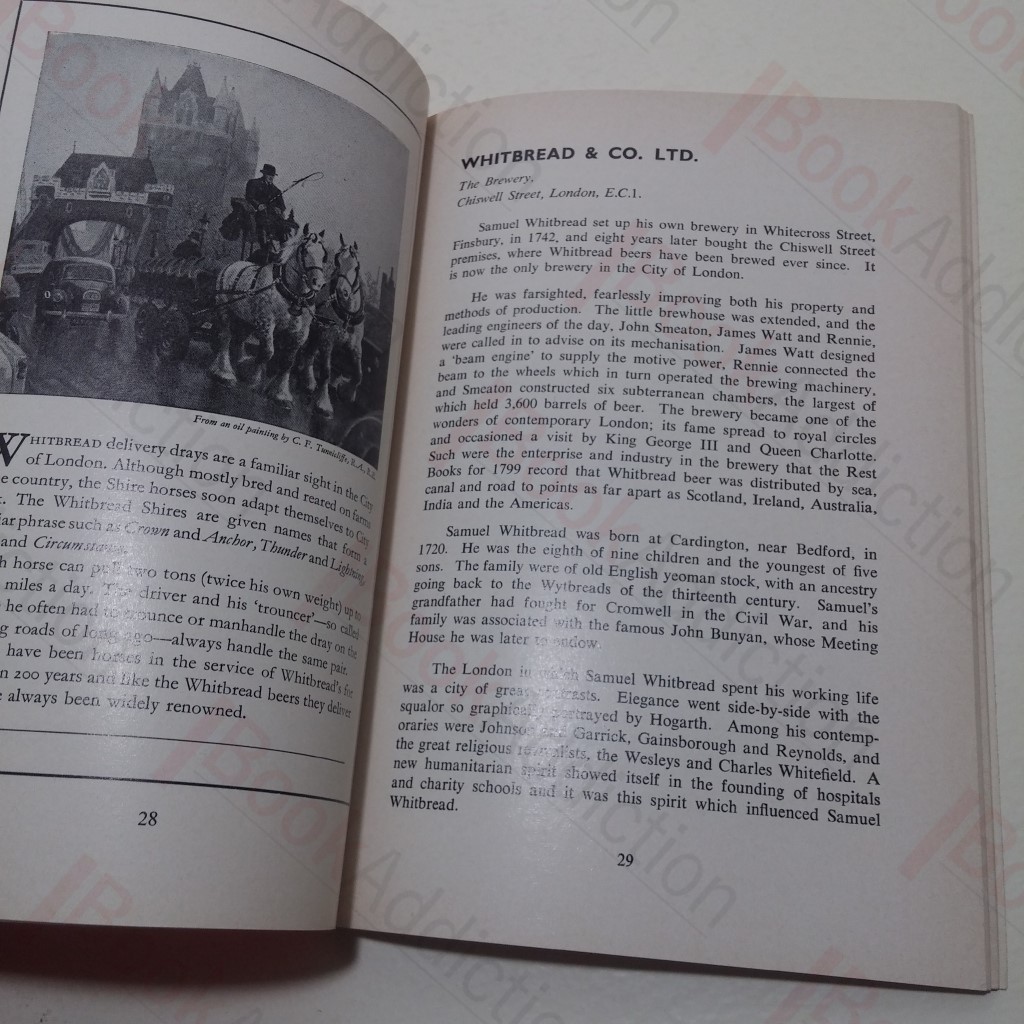 From an oil painting by C. F. Tunnicliffe, R.A., R.E.
WHITBREAD delivery drays are a familiar sight in the City
of London. Although mostly bred and reared on farms
country, the Shire horses soon adapt themselves to City
The Whitbread Shires are given names that form a
phrase such as Crown and Anchor, Thunder and Lightning,
and Circumstance.
horse can pull two tons (twice his own weight) up to
miles a day. The driver and his 'trouncer'—so called
he often had to trounce or manhandle the dray on the
roads of long ago—always handle the same pair.
have been horses in the service of Whitbread's for
200 years and like the Whitbread beers they deliver
always been widely renowned.
28
WHITBREAD & CO. LTD.
The Brewery,
Chiswell Street, London, E.C.1.
Samuel Whitbread set up his own brewery in Whitecross Street,
Finsbury, in 1742, and eight years later bought the Chiswell Street
premises, where Whitbread beers have been brewed ever since. It
is now the only brewery in the City of London.
He was farsighted, fearlessly improving both his property and
methods of production. The little brewhouse was extended, and the
leading engineers of the day, John Smeaton, James Watt and Rennie,
were called in to advise on its mechanisation. James Watt designed
a 'beam engine' to supply the motive power, Rennie connected the
beam to the wheels which in turn operated the brewing machinery,
and Smeaton constructed six subterranean chambers, the largest of
which held 3,600 barrels of beer. The brewery became one of the
wonders of contemporary London; its fame spread to royal circles
and occasioned a visit by King George III and Queen Charlotte.
Such were the enterprise and industry in the brewery that the Rest
Books for 1799 record that Whitbread beer was distributed by sea,
canal and road to points as far apart as Scotland, Ireland, Australia,
India and the Americas.
Samuel Whitbread was born at Cardington, near Bedford, in
1720. He was the eighth of nine children and the youngest of five
sons. The family were of old English yeoman stock, with an ancestry
going back to the Wytbreads of the thirteenth century. Samuel's
grandfather had fought for Cromwell in the Civil War, and his
family was associated with the famous John Bunyan, whose Meeting
House he was later to endow.
The London in which Samuel Whitbread spent his working life
was a city of great contrasts. Elegance went side-by-side with the
squalor so graphically portrayed by Hogarth. Among his contemp-
oraries were Johnson and Garrick, Gainsborough and Reynolds, and
the great religious revivalists, the Wesleys and Charles Whitefield. A
new humanitarian spirit showed itself in the founding of hospitals
and charity schools and it was this spirit which influenced Samuel
Whitbread.
29